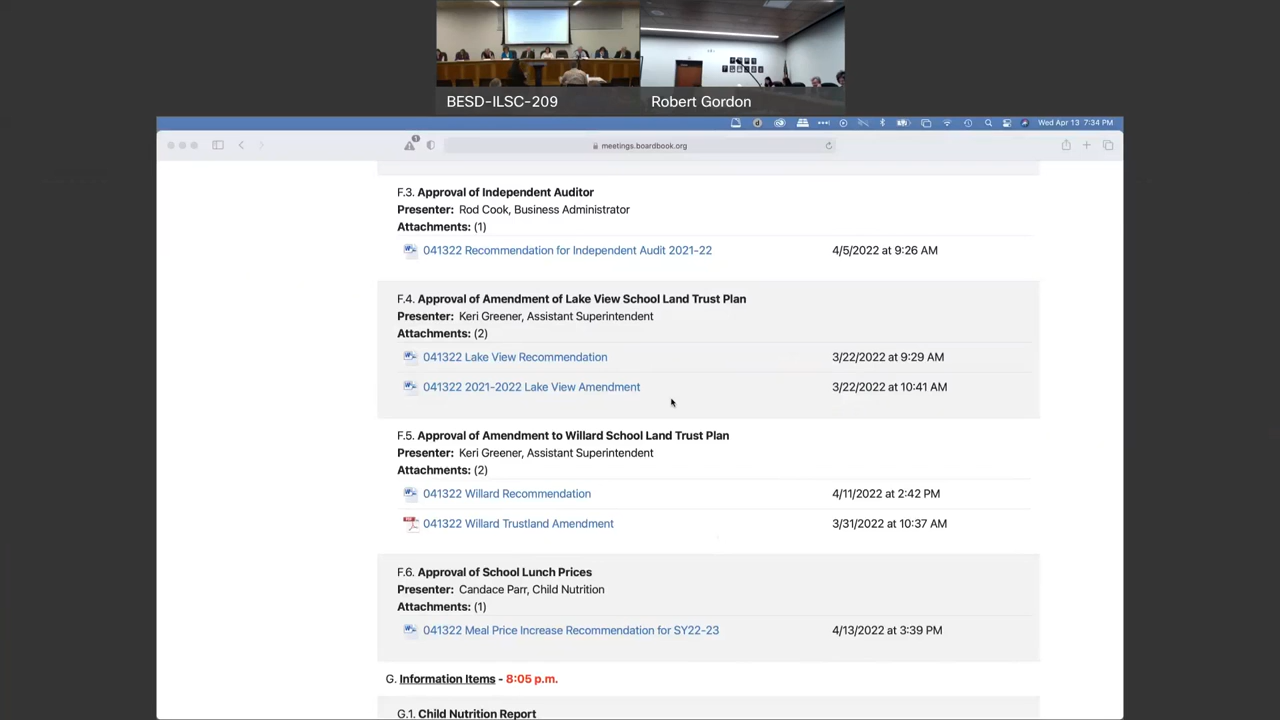 BESD-ILSC-209
Robert Gordon
Wed Apr 13 7:34 PM
meetings.boardbook.org
F.3. Approval of Independent Auditor
Presenter: Rod Cook, Business Administrator
Attachments: (1)
041322 Recommendation for Independent Audit 2021-22 4/5/2022 at 9:26 AM
F.4. Approval of Amendment of Lake View School Land Trust Plan
Presenter: Keri Greener, Assistant Superintendent
Attachments: (2)
041322 Lake View Recommendation 3/22/2022 at 9:29 AM
041322 2021-2022 Lake View Amendment 3/22/2022 at 10:41 AM
F.5. Approval of Amendment to Willard School Land Trust Plan
Presenter: Keri Greener, Assistant Superintendent
Attachments: (2)
041322 Willard Recommendation 4/11/2022 at 2:42 PM
041322 Willard Trustland Amendment 3/31/2022 at 10:37 AM
F.6. Approval of School Lunch Prices
Presenter: Candace Parr, Child Nutrition
Attachments: (1)
041322 Meal Price Increase Recommendation for SY22-23 4/13/2022 at 3:39 PM
G. Information Items - 8:05 p.m.
G.1. Child Nutrition Report